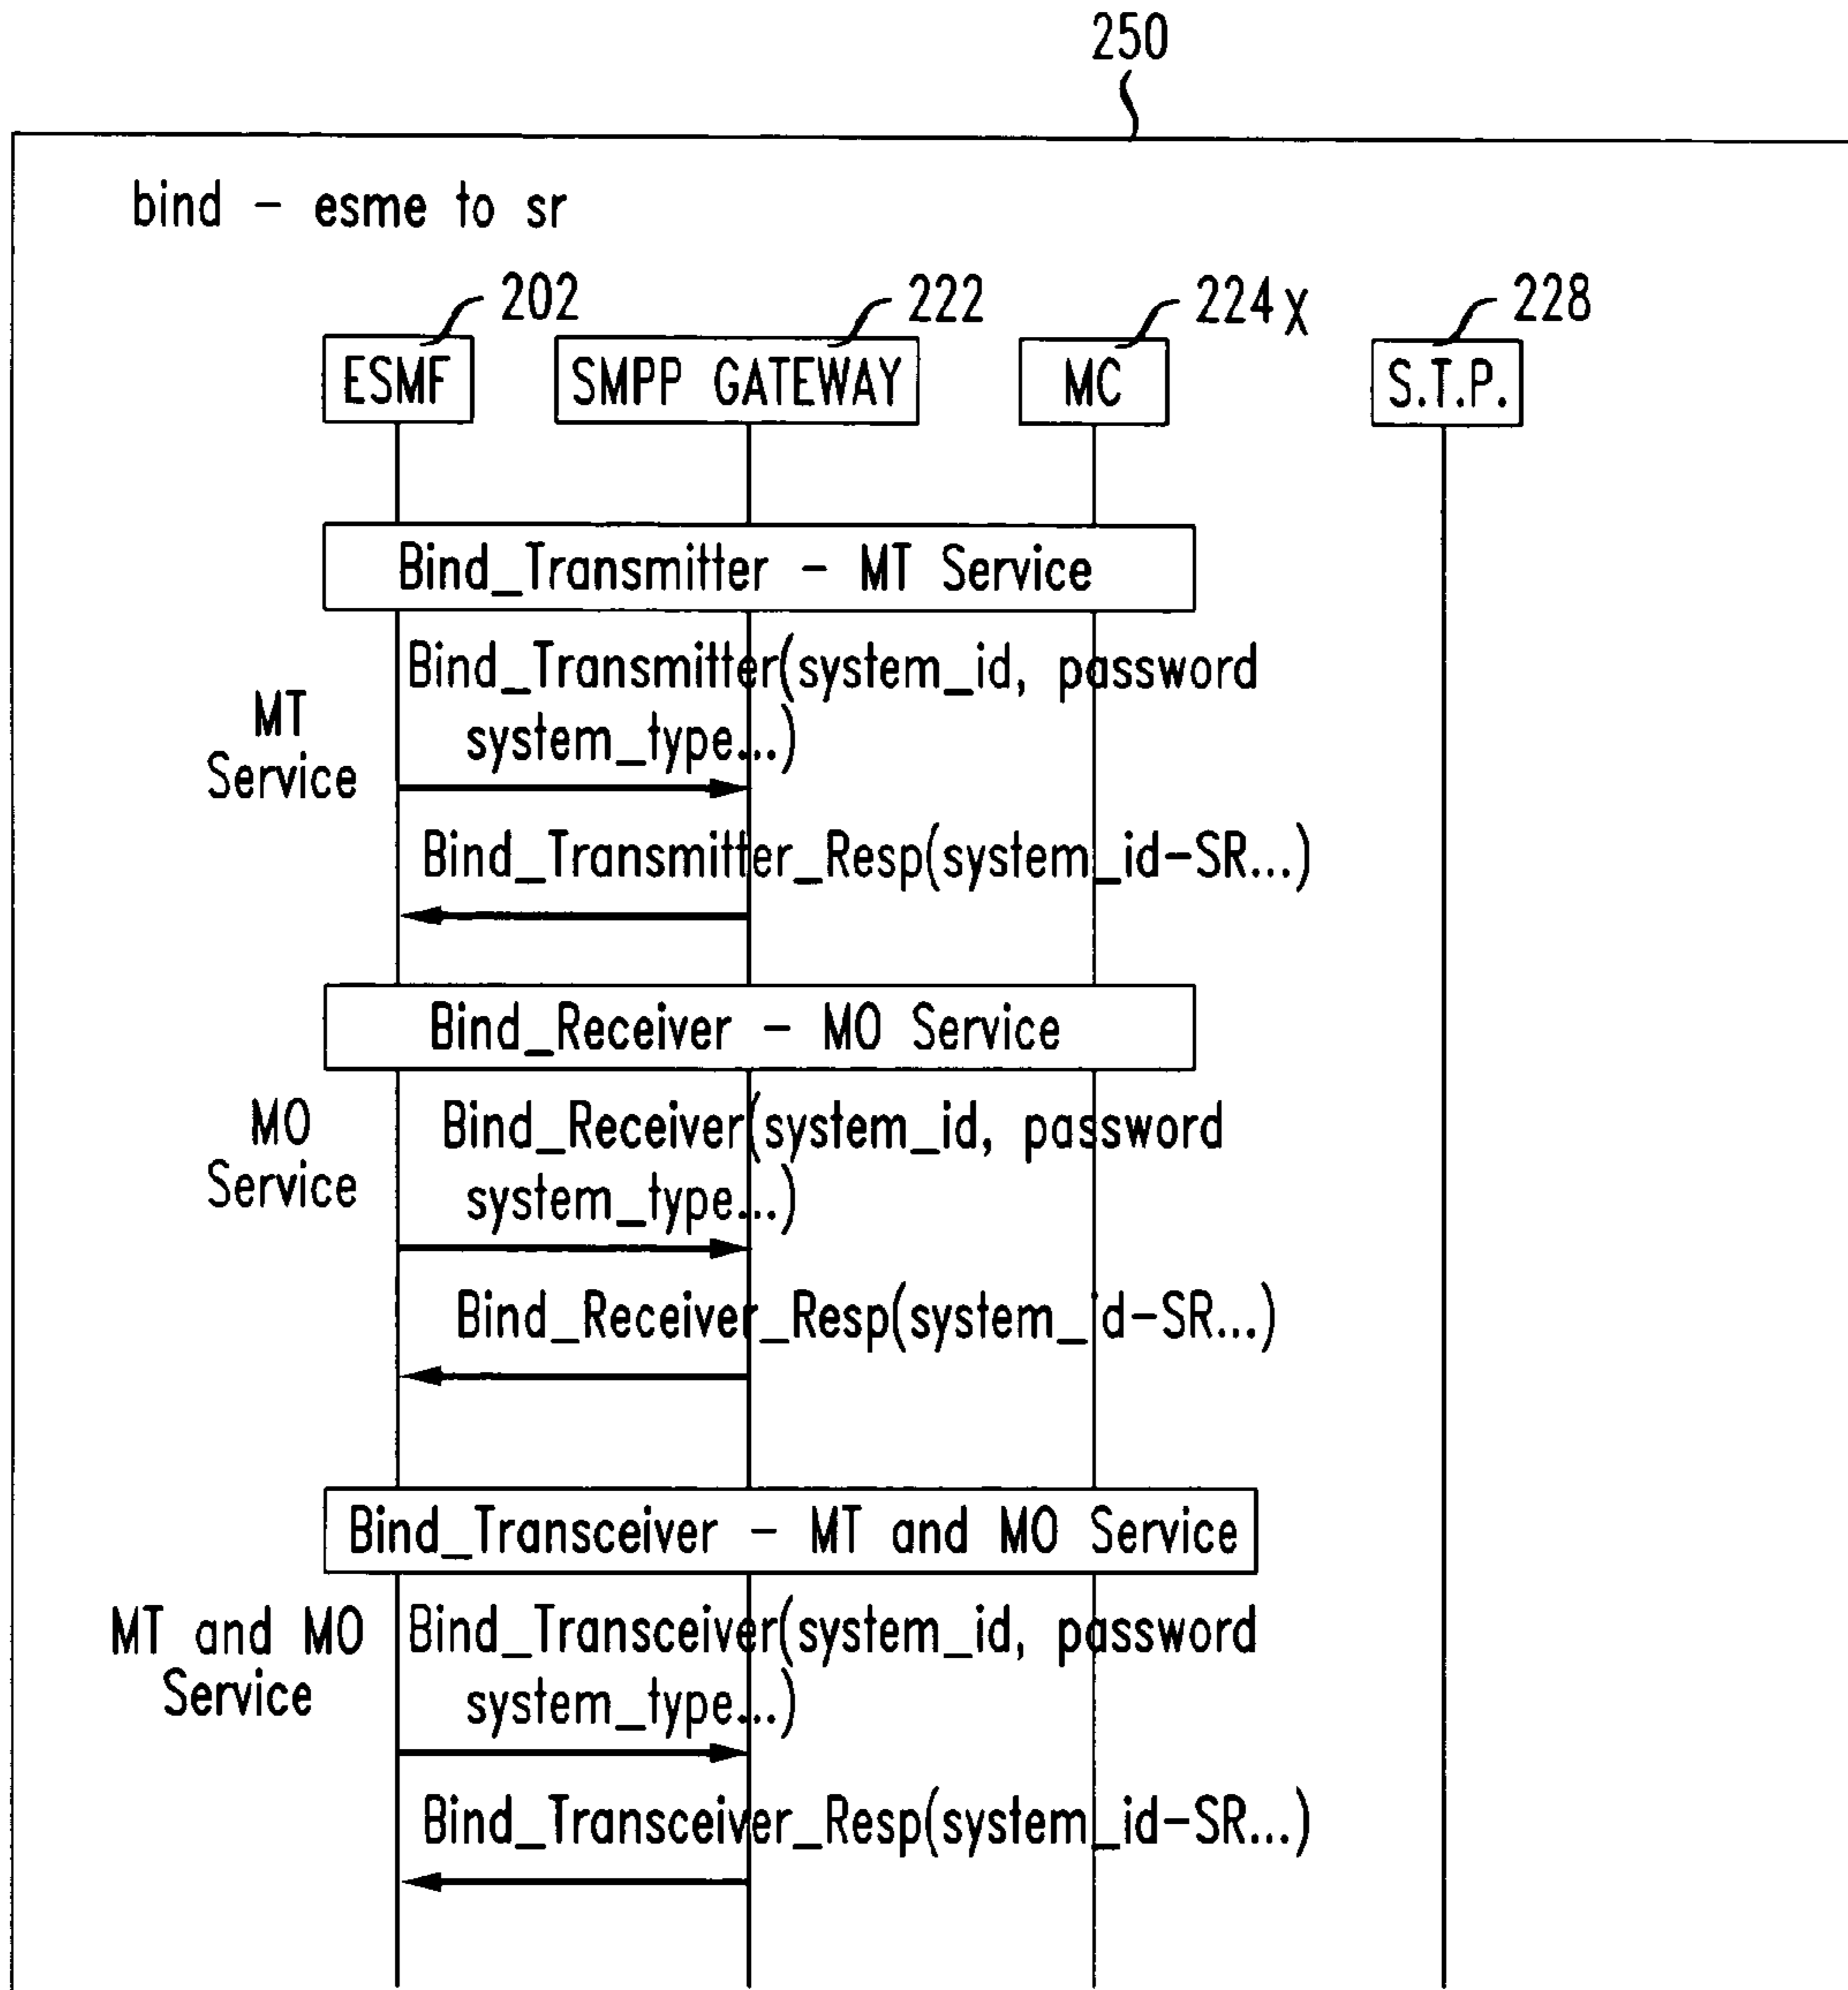 250
bind - esme to sr
202
222
224X
228
ESMF
SMPP GATEWAY
MC
S.T.P.
Bind_Transmitter - MT Service
MT
Service
Bind_Transmitter(system_id, password
system_type...)
Bind_Transmitter_Resp(system_id-SR...)
Bind_Receiver - MO Service
MO
Service
Bind_Receiver(system_id, password
system_type...)
Bind_Receiver_Resp(system_id-SR...)
Bind_Transceiver - MT and MO Service
MT and MO
Service
Bind_Transceiver(system_id, password
system_type...)
Bind_Transceiver_Resp(system_id-SR...)